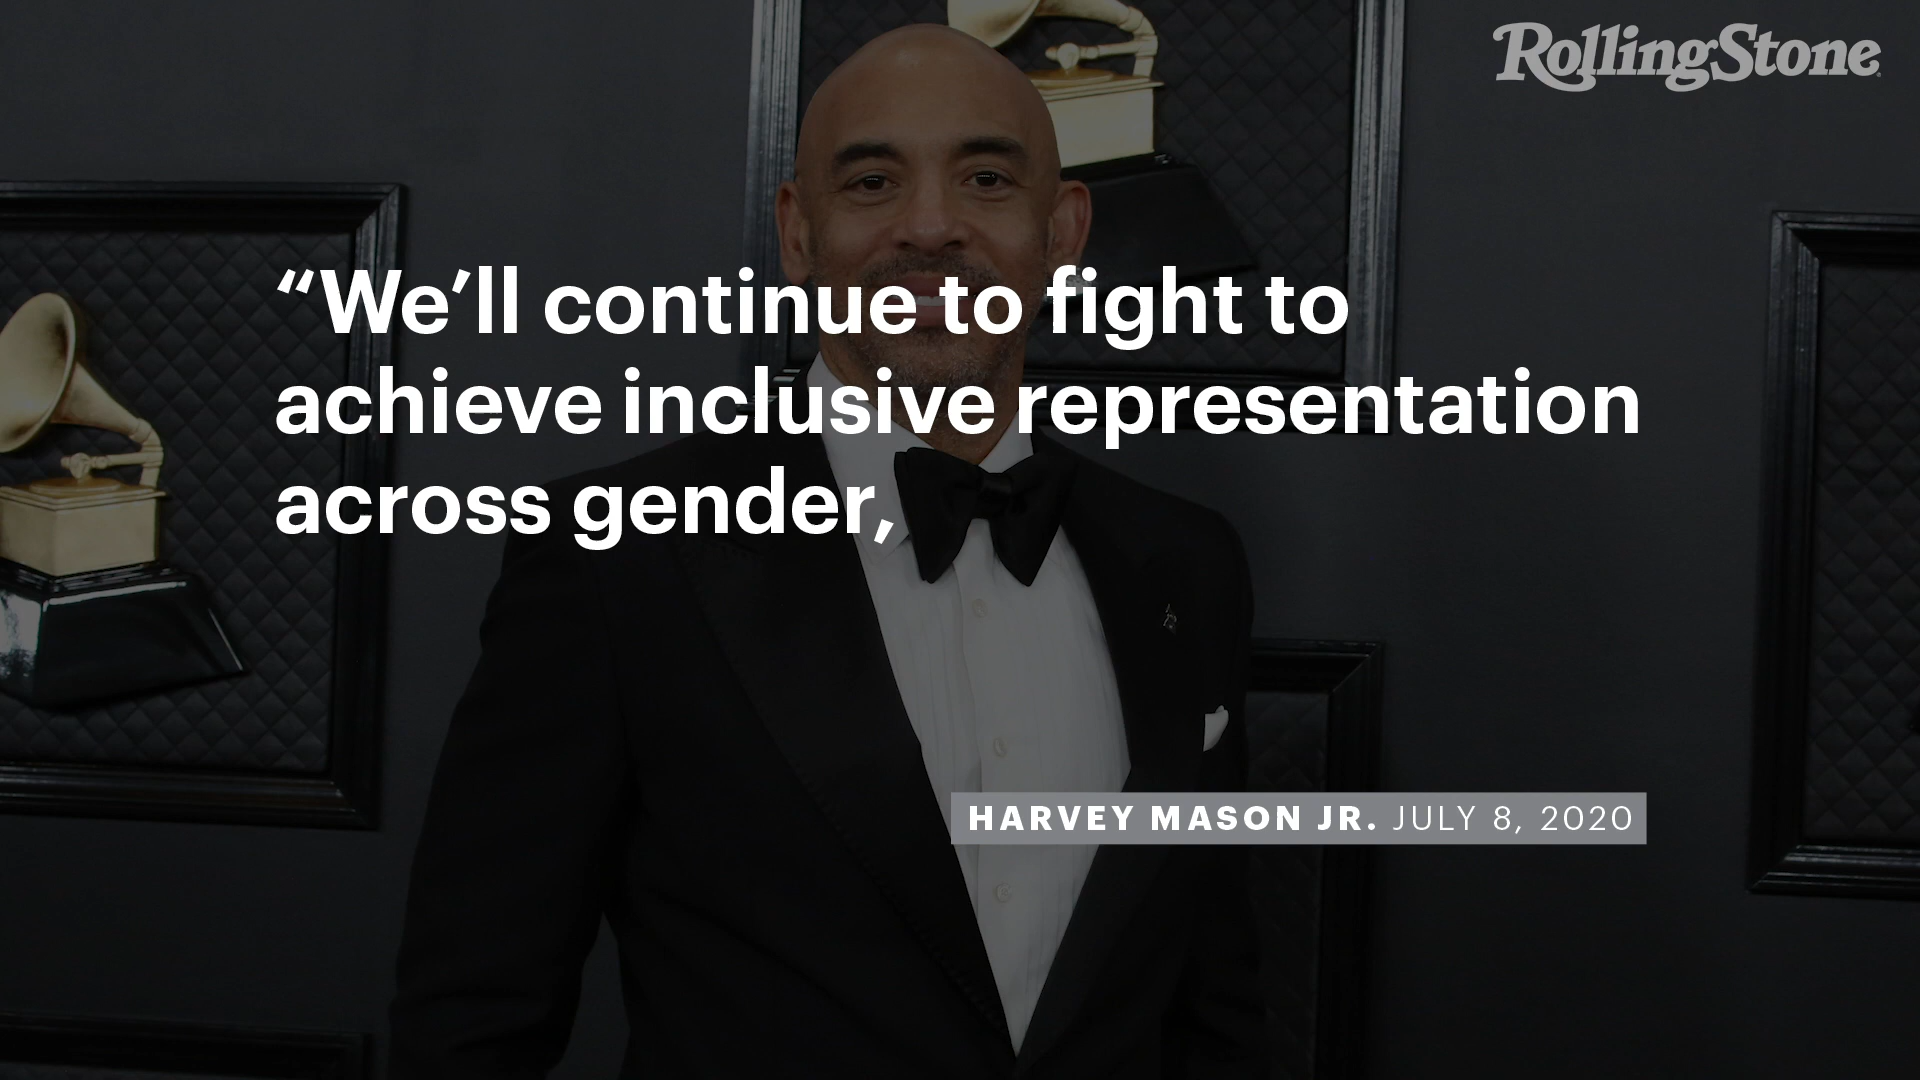 RollingStone
“We’ll continue to fight to
achieve inclusive representation
across gender,
HARVEY MASON JR. JULY 8, 2020